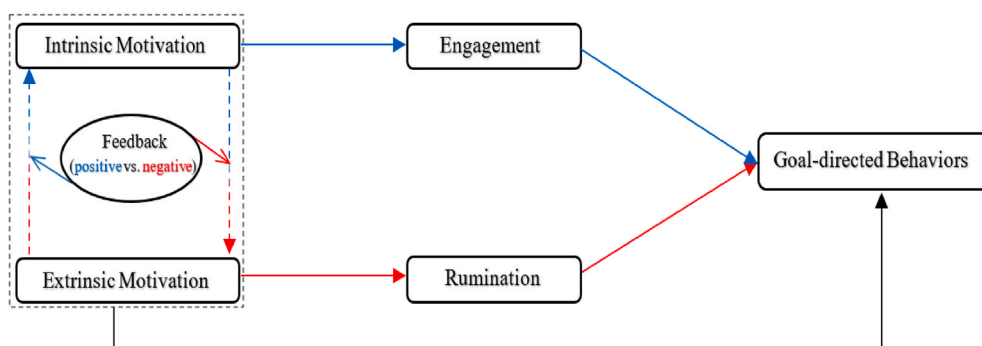 Intrinsic Motivation
Engagement
Feedback
(positive vs. negative)
Goal-directed Behaviors
Extrinsic Motivation
Rumination